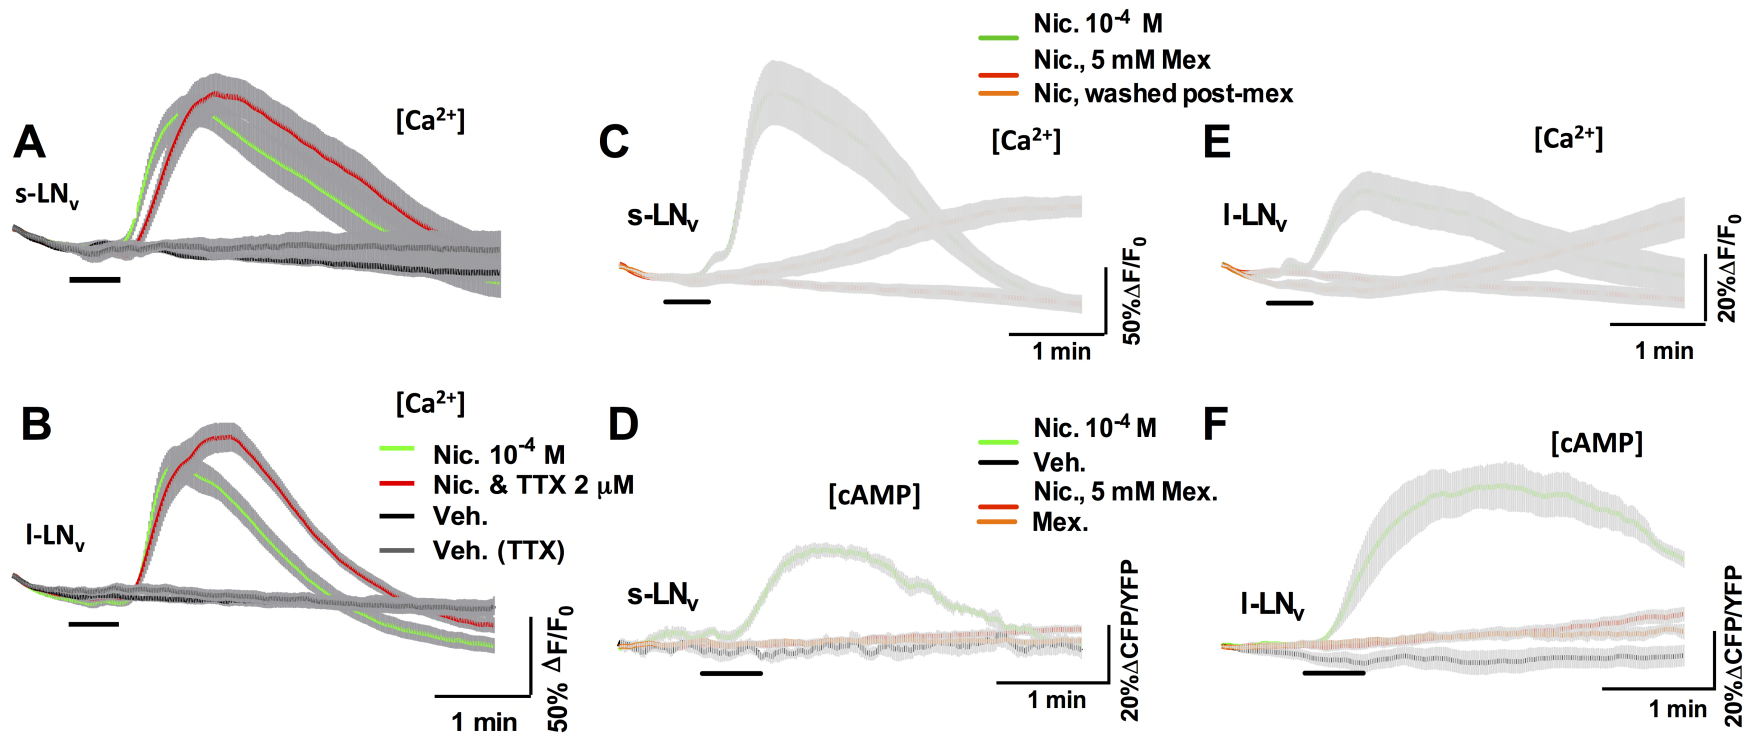 A
[Ca2+]
s-LNv
B
[Ca2+]
Nic. 10-4 M
Nic. & TTX 2 μM
Veh.
Veh. (TTX)
l-LNv
50% ΔF/F0
1 min
Nic. 10-4 M
Nic., 5 mM Mex
Nic, washed post-mex
C
[Ca2+]
s-LNv
50%ΔF/F0
1 min
D
Nic. 10-4 M
Veh.
Nic., 5 mM Mex.
Mex.
[cAMP]
s-LNv
20%ΔCFP/YFP
1 min
E
[Ca2+]
l-LNv
20%ΔF/F0
1 min
F
[cAMP]
l-LNv
20%ΔCFP/YFP
1 min